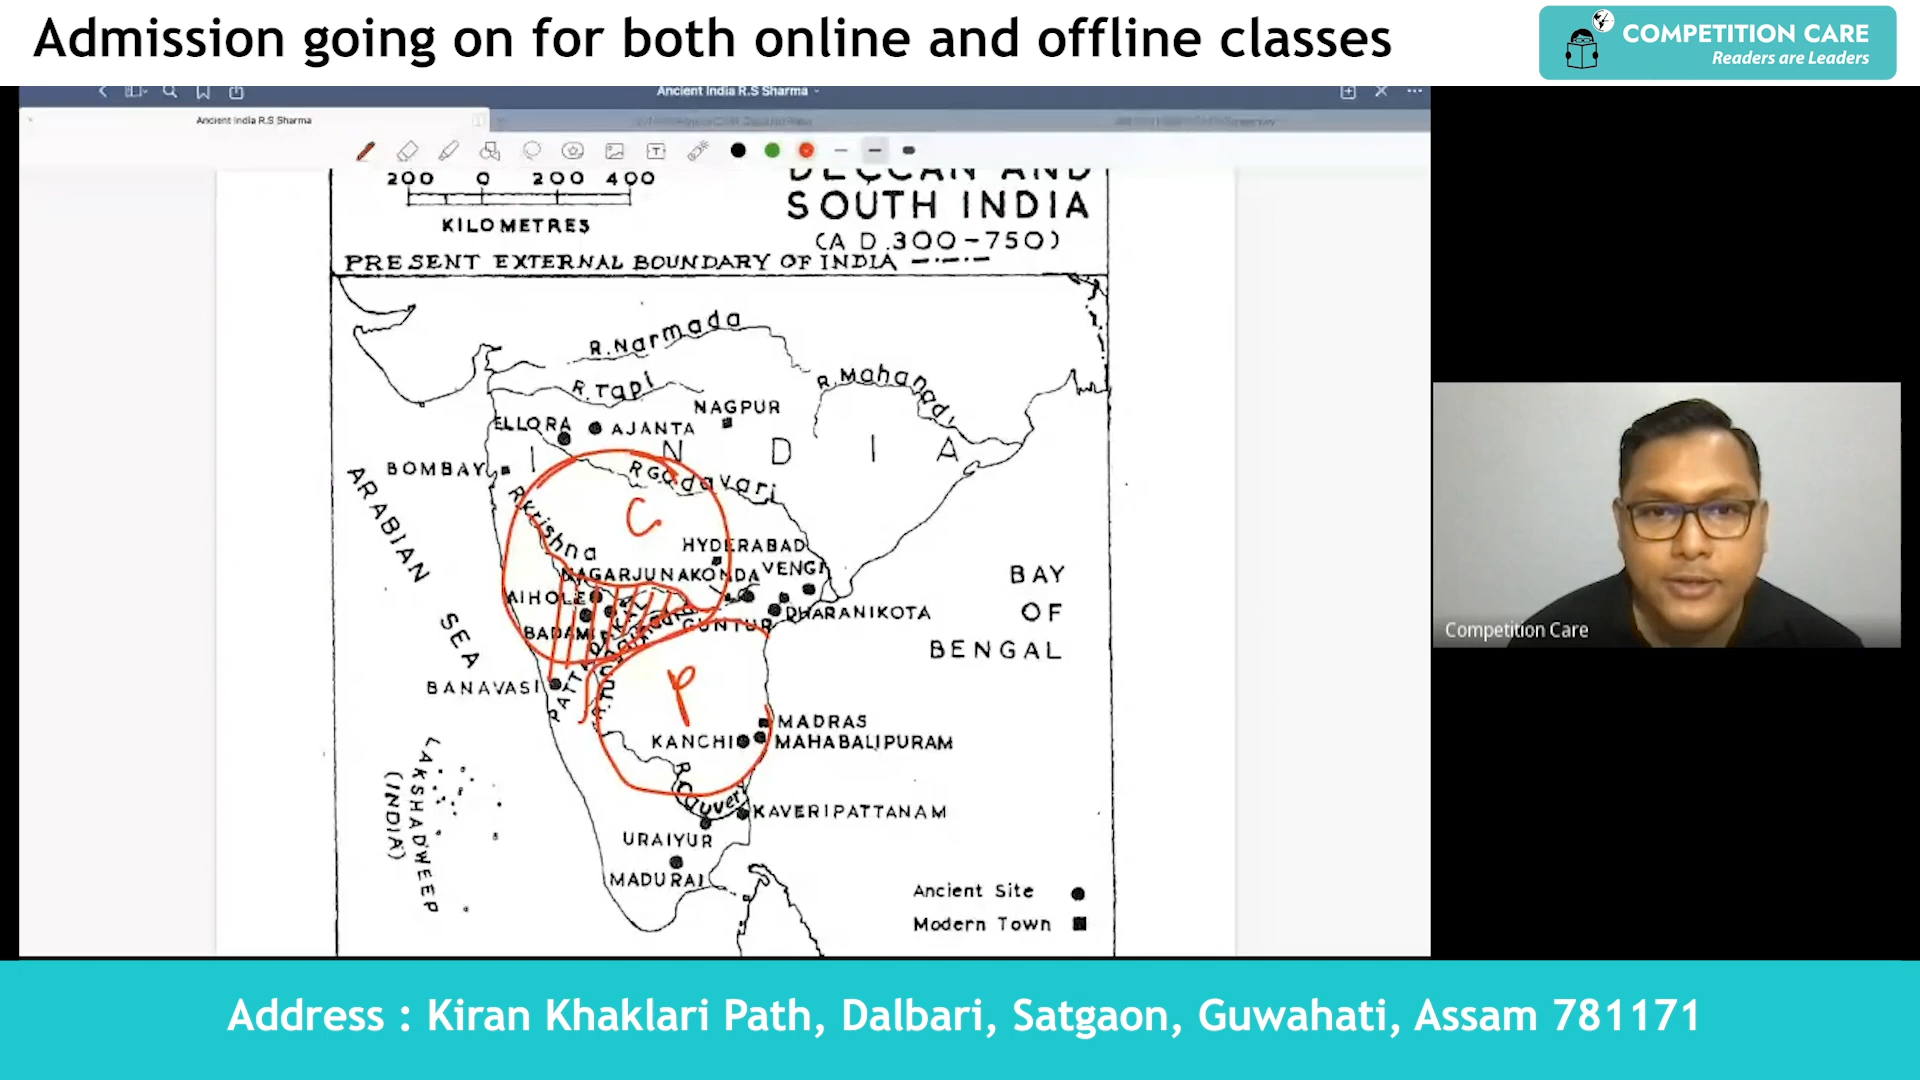 Admission going on for both online and offline classes
COMPETITION CARE
Readers are Leaders
Ancient India R.S Sharma
Ancient India R.S Sharma
T
200 0 200 400
KILOMETRES
DECCAN AND
SOUTH INDIA
(A D.300-750)
PRESENT EXTERNAL BOUNDARY OF INDIA
R.Narmada
R.Tapi
R.Mahanadi
NAGPUR
ELLORA
AJANTA
I N D I A
BOMBAY
R Godavari
ARABIAN SEA
R Krishna
C
HYDERABAD
NAGARJUNAKONDA
VENGI
BAY
OF
BENGAL
AIHOLE
DHARANIKOTA
BADAMI
GUNTUR
P
BANAVASI
MADRAS
KANCHI
MAHABALIPURAM
R Cauveri
KAVERIPATTANAM
LAKSHADWEEP
(INDIA)
URAIYUR
MADURAI
Ancient Site
Modern Town
Competition Care
Address : Kiran Khaklari Path, Dalbari, Satgaon, Guwahati, Assam 781171